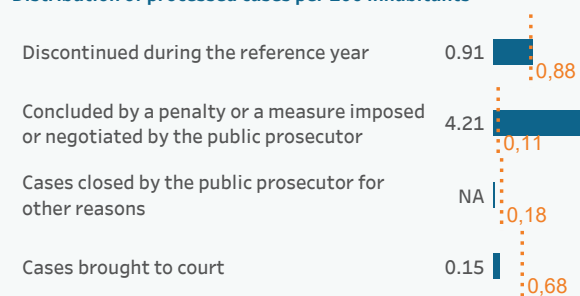 Distribution of processed cases per 100 inhabitants
Discontinued during the reference year 0.91
0,88
Concluded by a penalty or a measure imposed
or negotiated by the public prosecutor 4.21
0,11
Cases closed by the public prosecutor for
other reasons NA
0,18
Cases brought to court 0.15
0,68